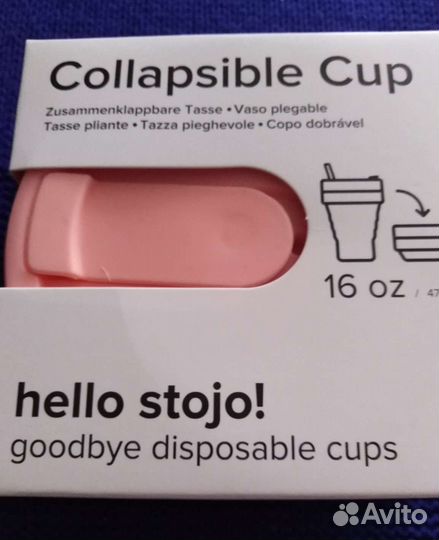 Collapsible Cup
Zusammenklappbare Tasse • Vaso plegable
Tasse pliante • Tazza pieghevole • Copo dobrável
16 oz / 47
hello stojo!
goodbye disposable cups
Avito